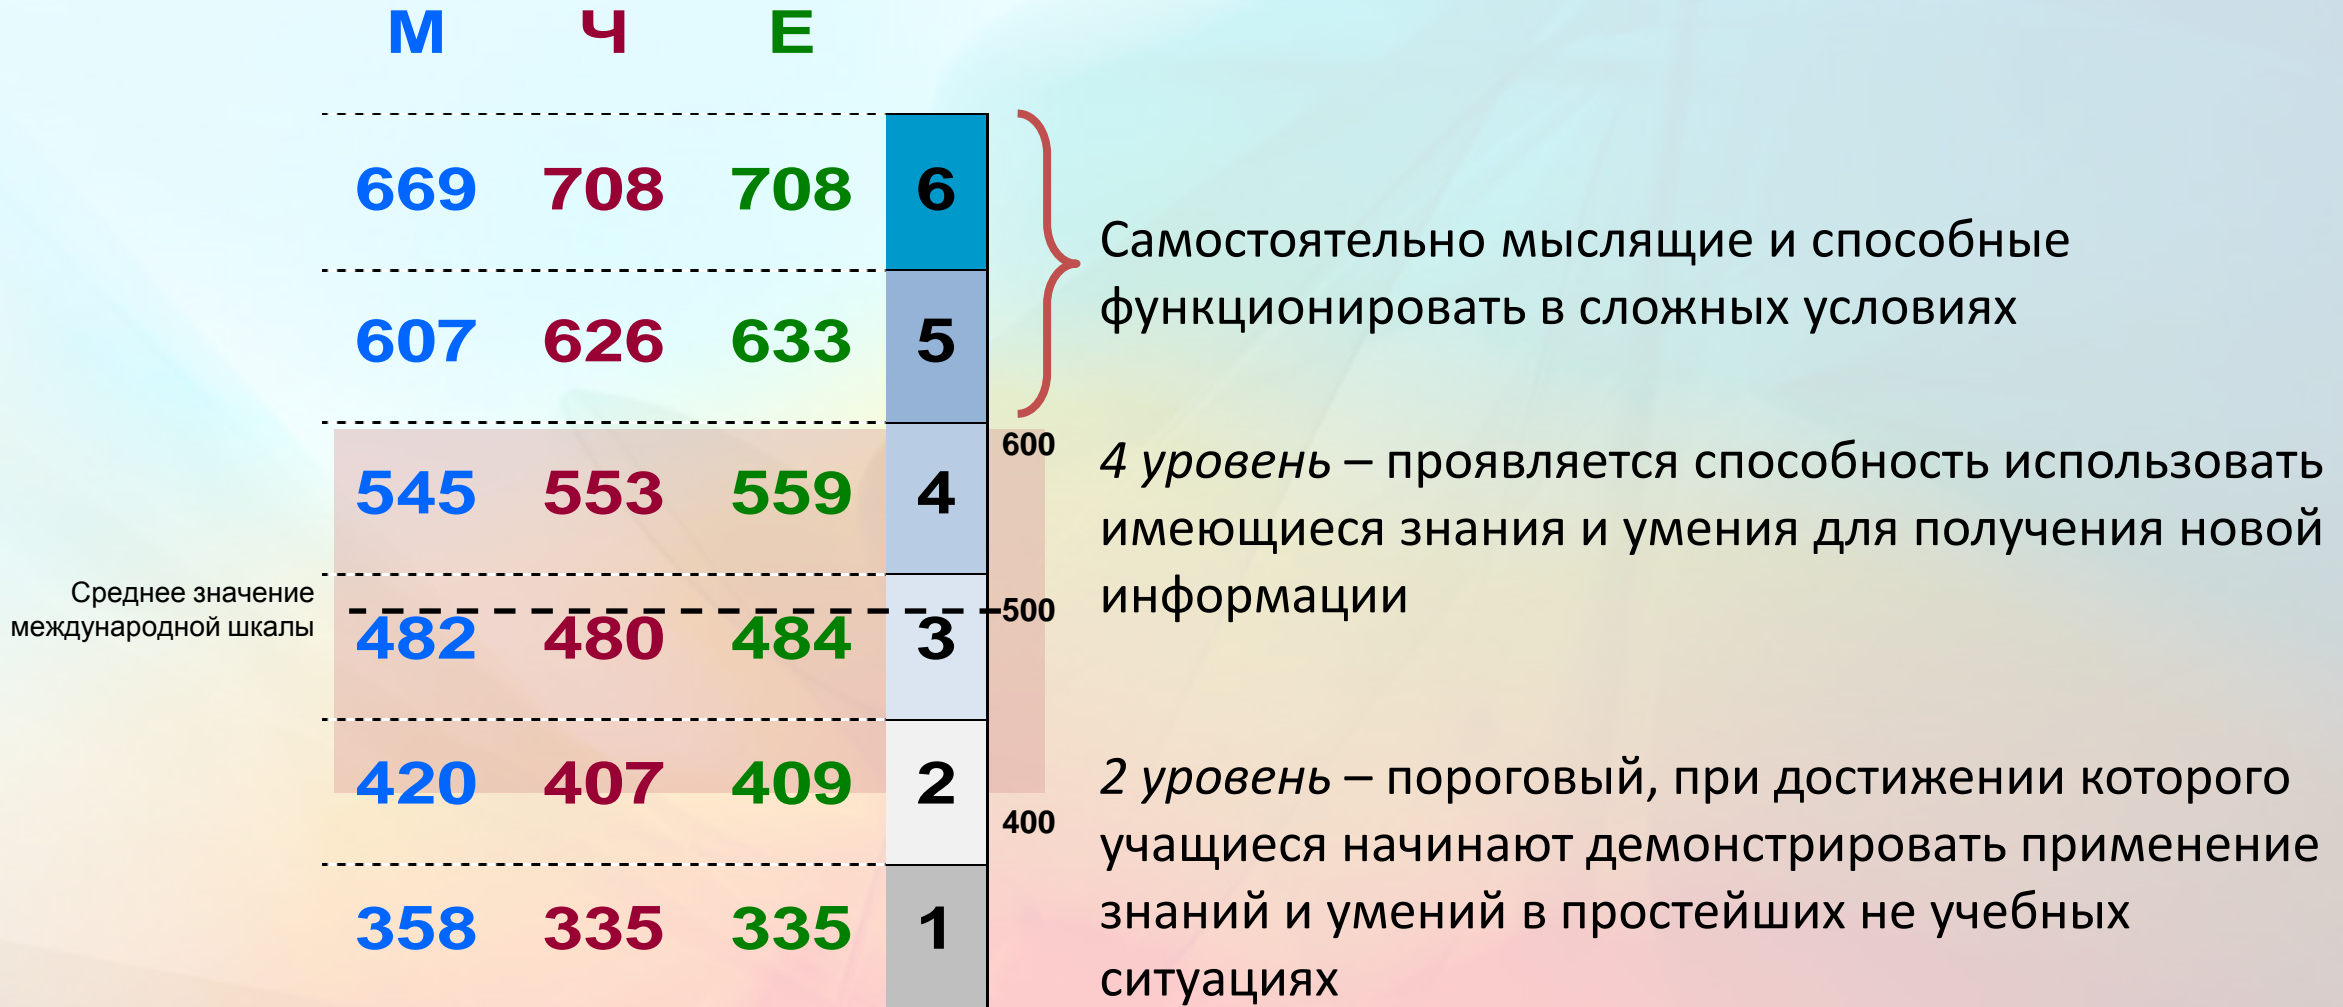 М Ч Е
669 708 708 6
607 626 633 5
545 553 559 4
482 480 484 3
420 407 409 2
358 335 335 1
600
500
400
Среднее значение
международной шкалы
Самостоятельно мыслящие и способные
функционировать в сложных условиях
4 уровень – проявляется способность использовать
имеющиеся знания и умения для получения новой
информации
2 уровень – пороговый, при достижении которого
учащиеся начинают демонстрировать применение
знаний и умений в простейших не учебных
ситуациях